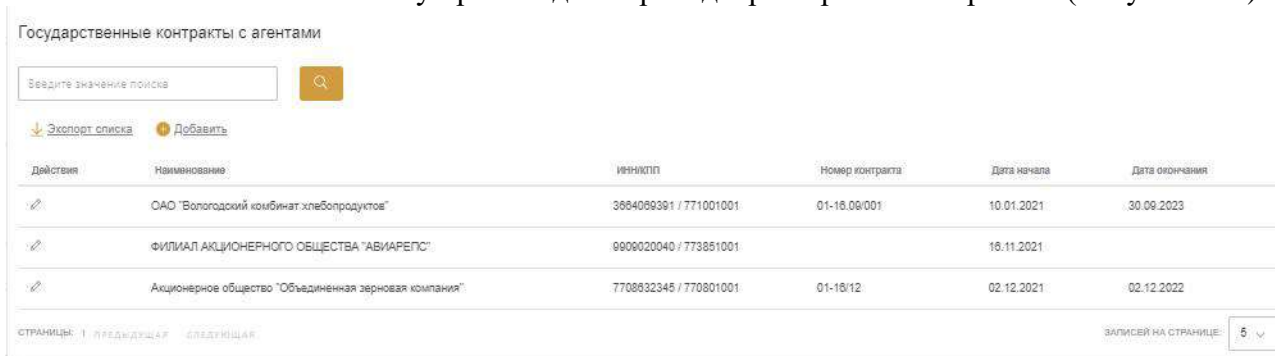 Государственные контракты с агентами
Введите значение поиска
Экспорт списка Добавить
Действия Наименование ИНН/КПП Номер контракта Дата начала Дата окончания
ОАО "Вологодский комбинат хлебопродуктов" 3664069391 / 771001001 01-16.09/001 10.01.2021 30.09.2023
ФИЛИАЛ АКЦИОНЕРНОГО ОБЩЕСТВА "АВИАРЕПС" 9909020040 / 773851001 16.11.2021
Акционерное общество "Объединенная зерновая компания" 7708632345 / 770801001 01-16/12 02.12.2021 02.12.2022
СТРАНИЦЫ: 1 ПРЕДЫДУЩАЯ СЛЕДУЮЩАЯ ЗАПИСЕЙ НА СТРАНИЦЕ: 5